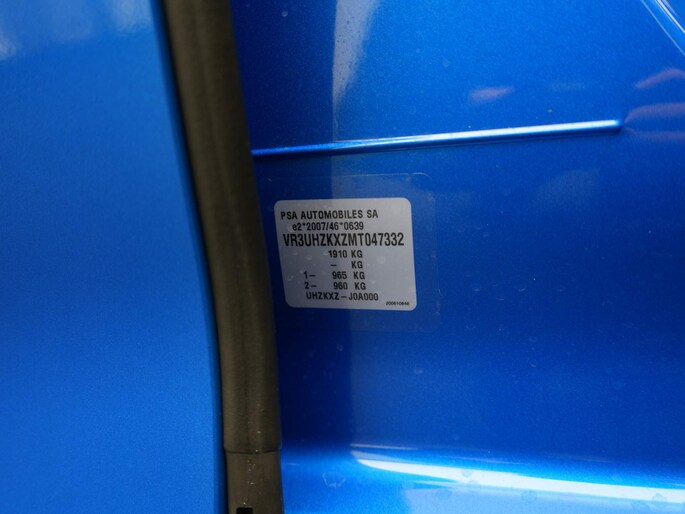 PSA AUTOMOBILES SA
e2*2007/46*0639
VR3UHZKXZMT047332
1910 KG
- KG
1- 965 KG
2- 960 KG
UHZKXZ-J0A000